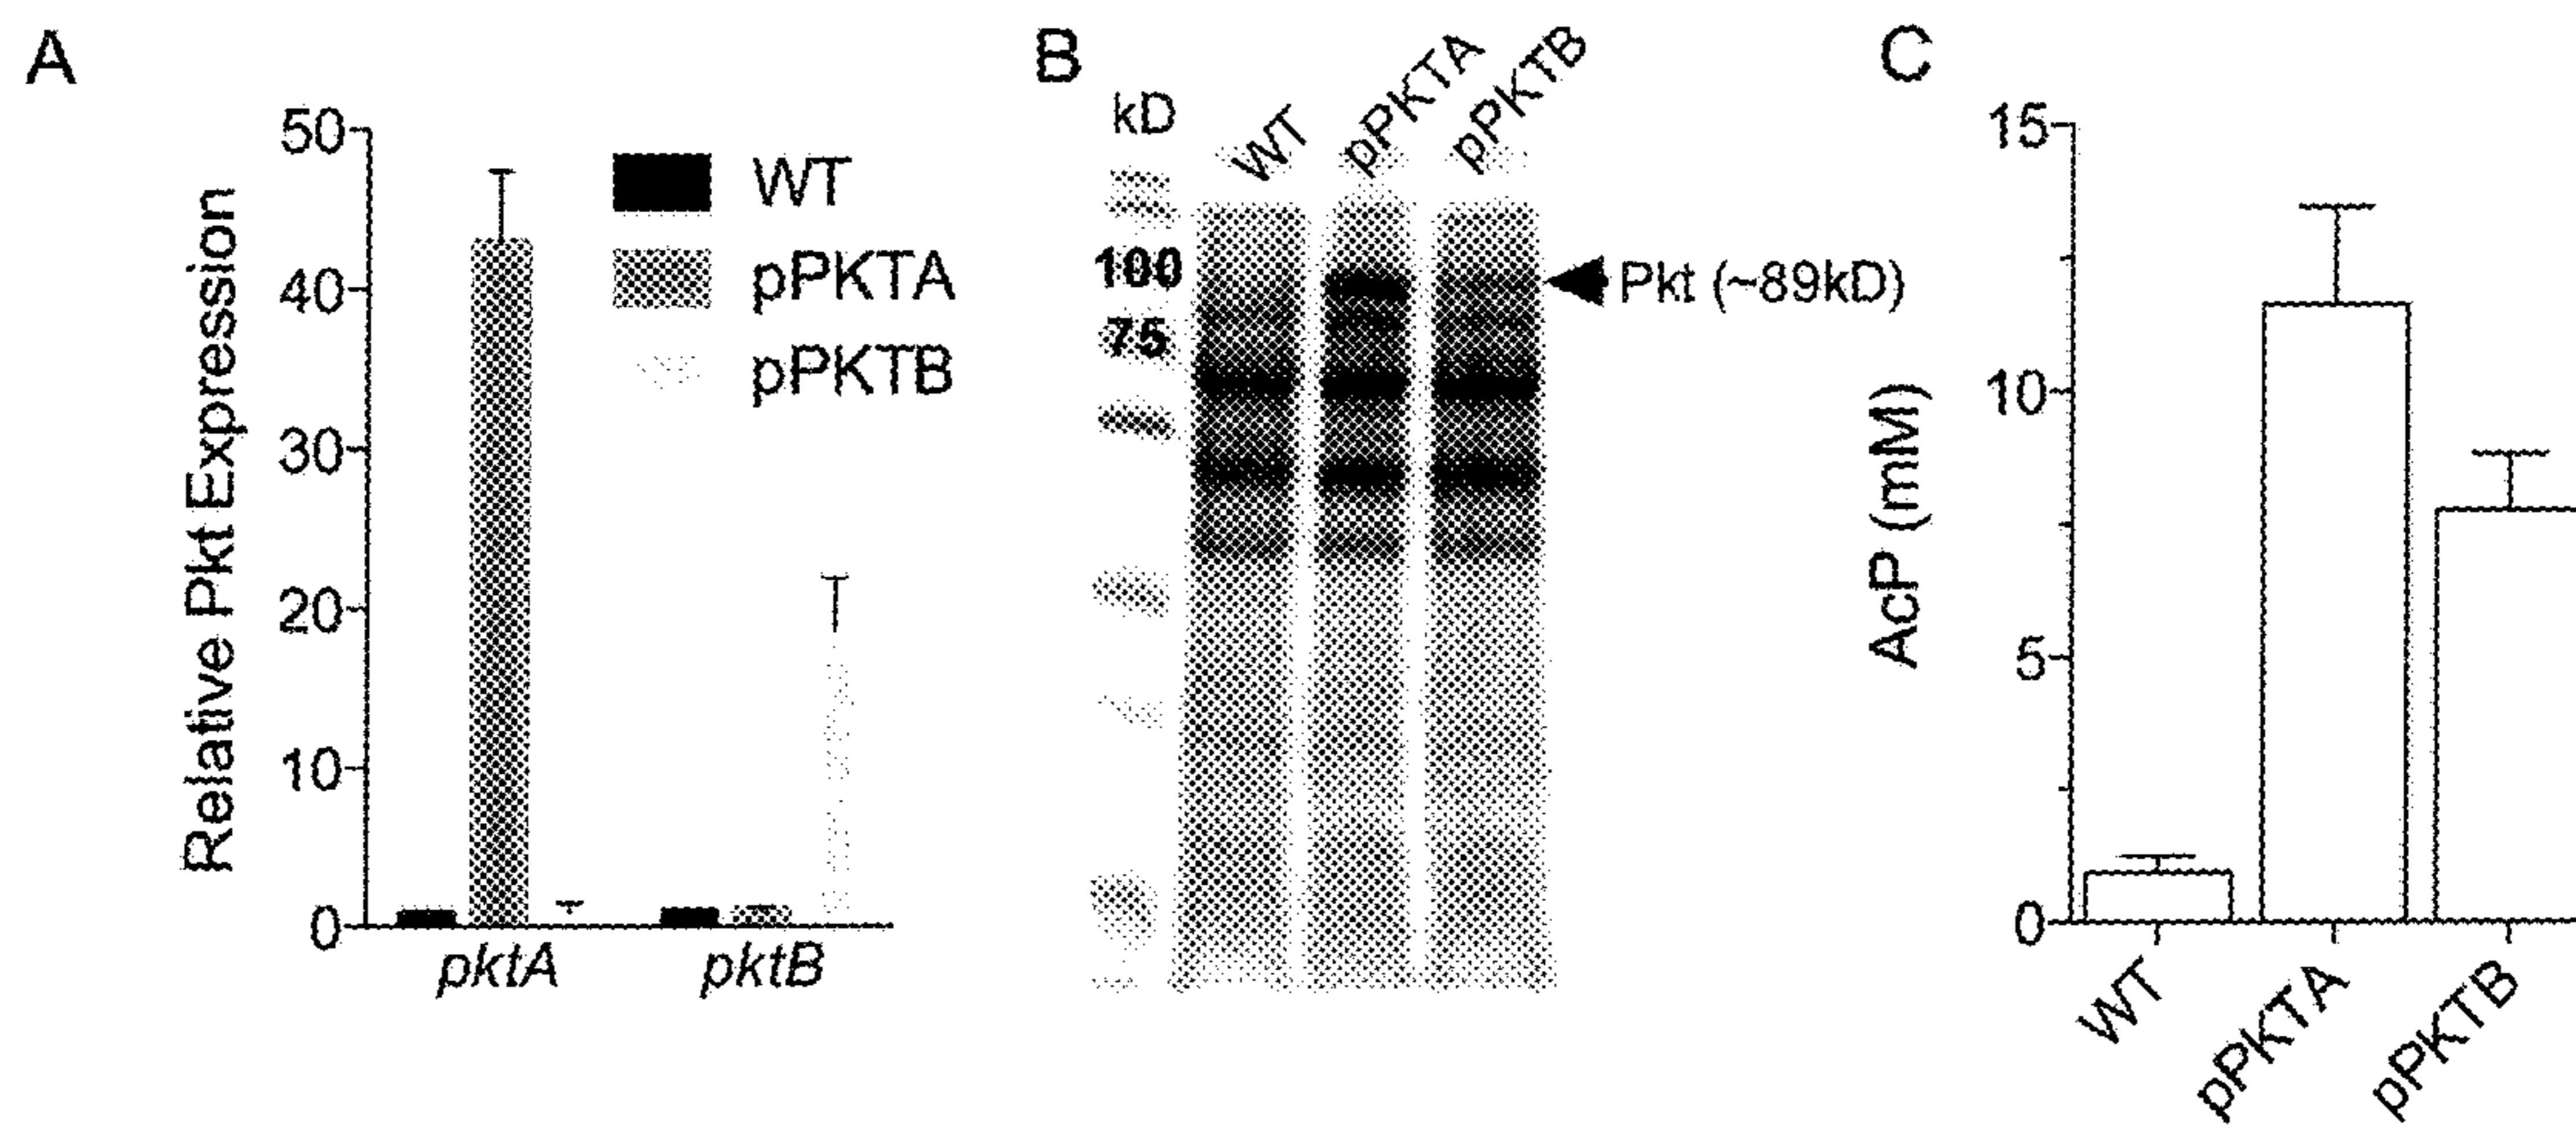 A
Relative Pkt Expression
50
40
30
20
10
0
WT
pPKTA
pPKTB
pktA
pktB
B
kD
WT
pPKTA
pPKTB
100
75
Pkt (~89kD)
C
AcP (mM)
15
10
5
0
WT
pPKTA
pPKTB